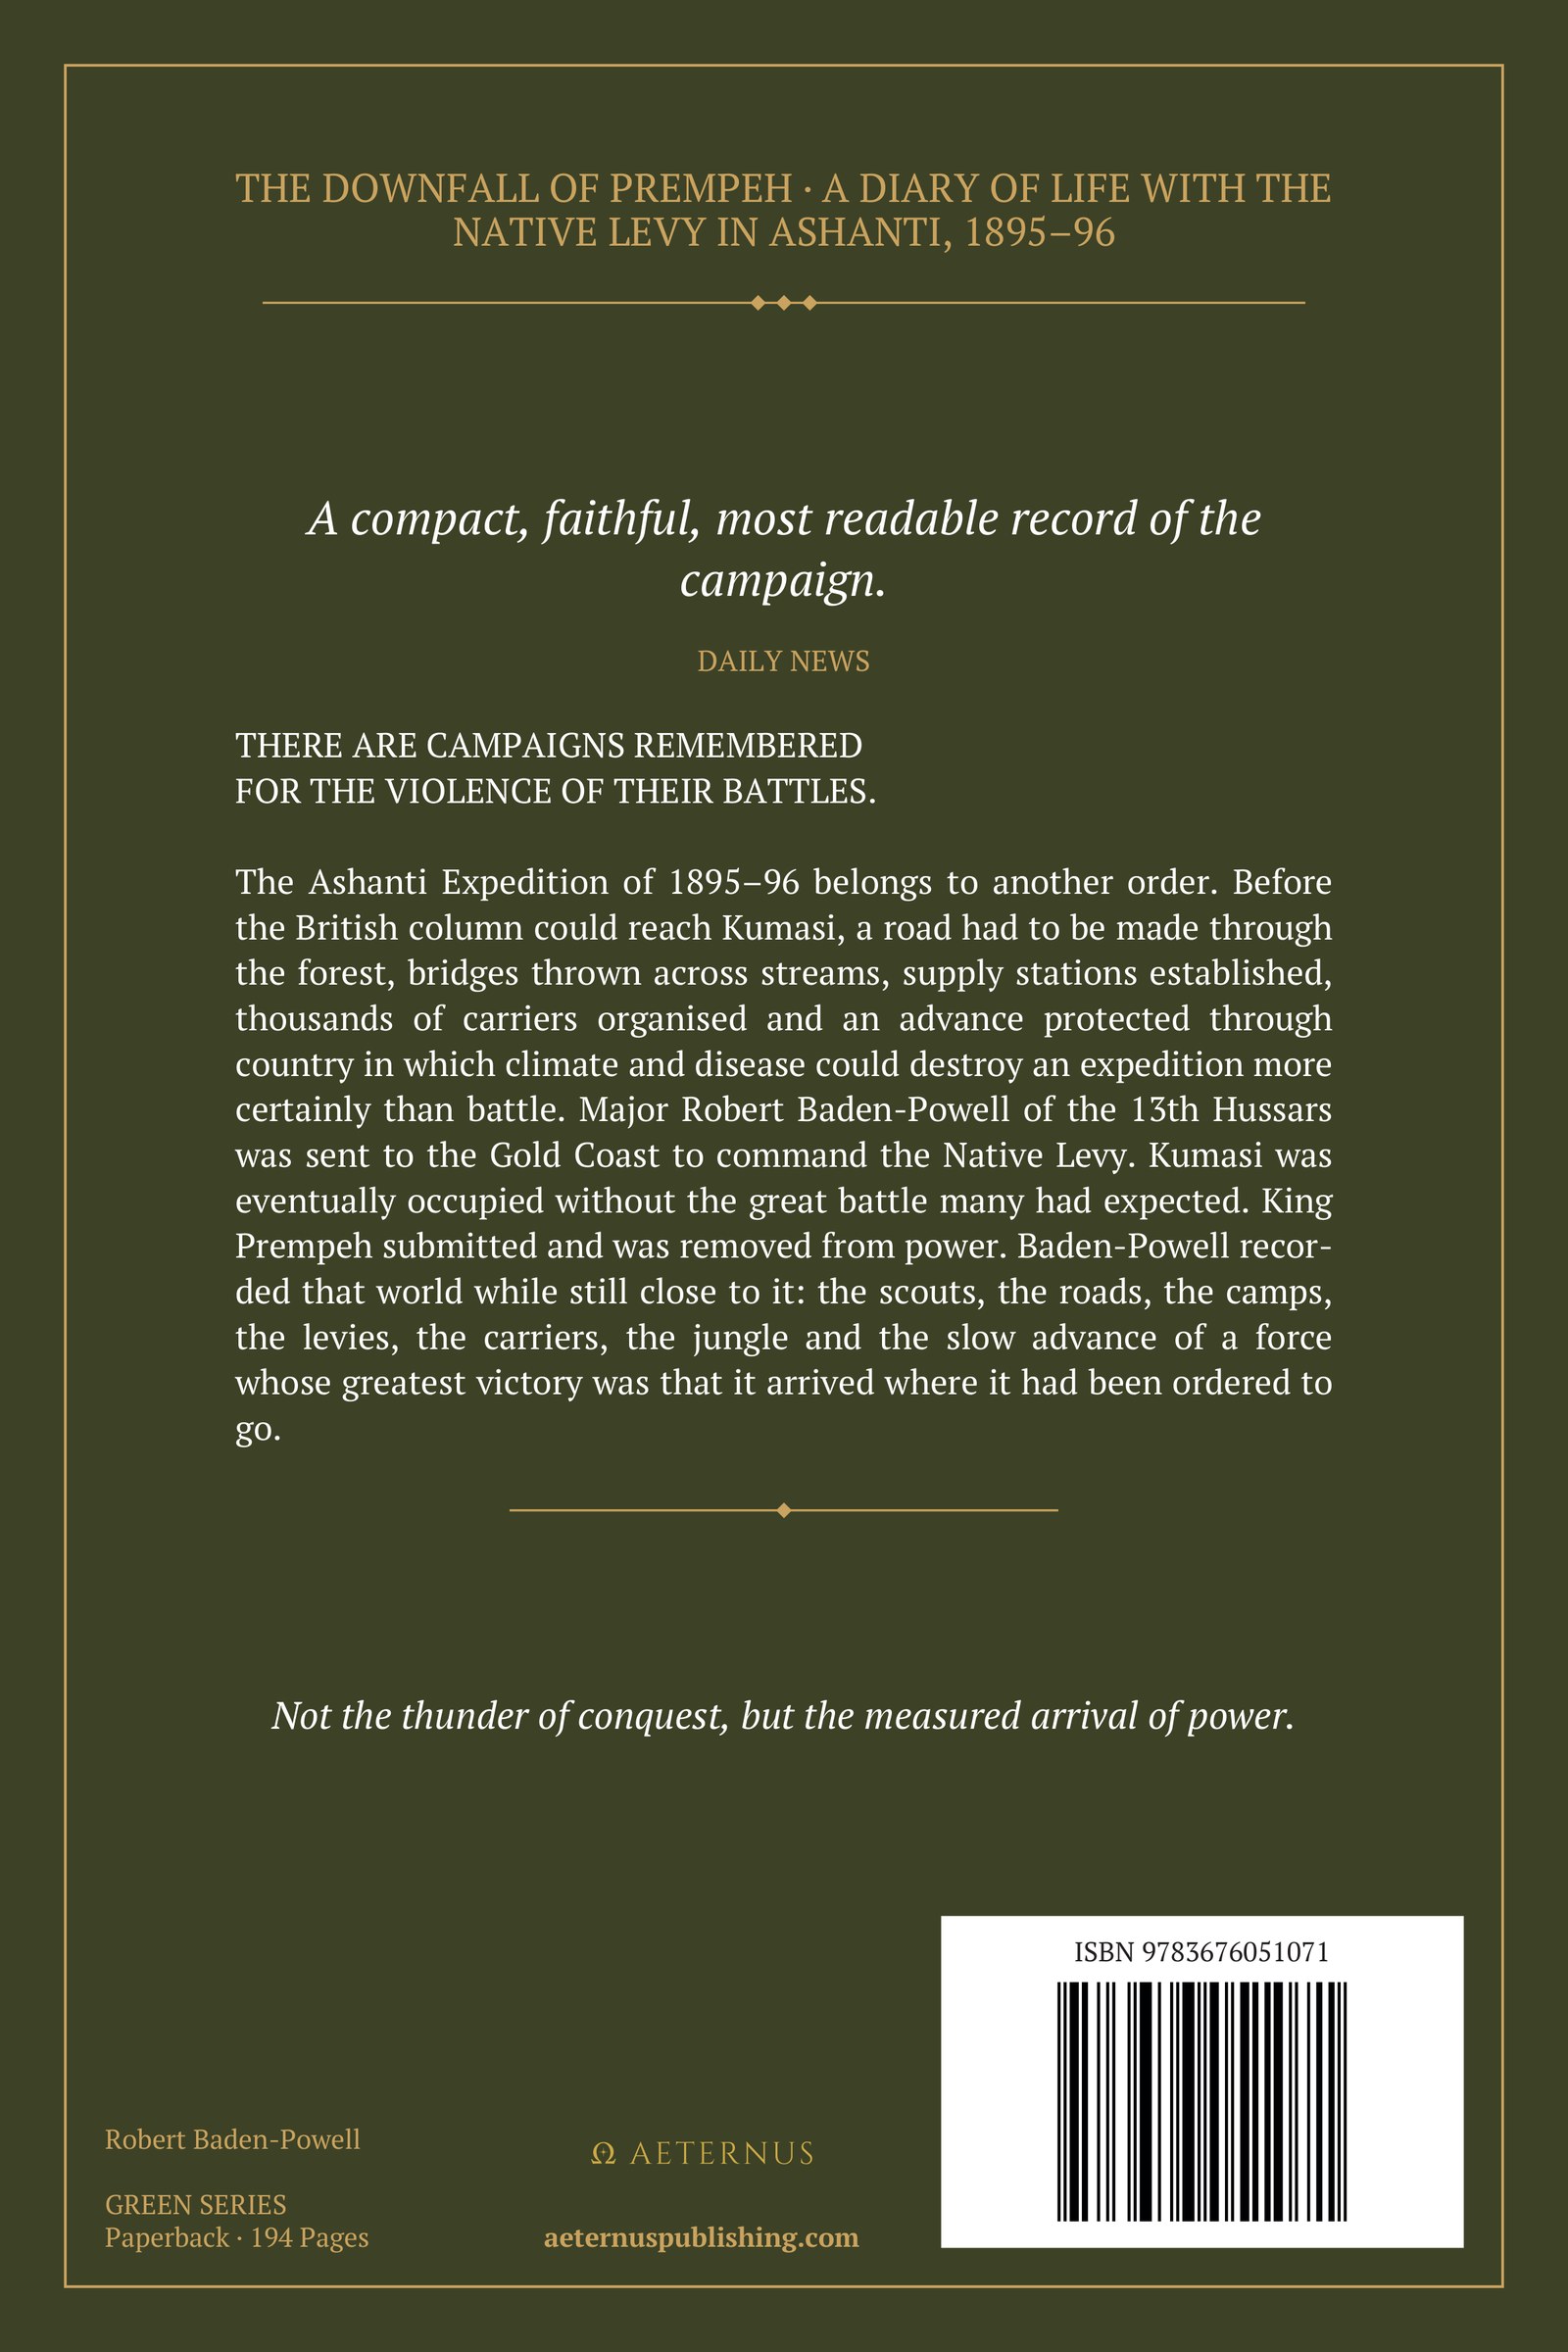 THE DOWNFALL OF PREMPEH · A DIARY OF LIFE WITH THE
NATIVE LEVY IN ASHANTI, 1895–96
A compact, faithful, most readable record of the
campaign.
DAILY NEWS
THERE ARE CAMPAIGNS REMEMBERED
FOR THE VIOLENCE OF THEIR BATTLES.
The Ashanti Expedition of 1895–96 belongs to another order. Before
the British column could reach Kumasi, a road had to be made through
the forest, bridges thrown across streams, supply stations established,
thousands of carriers organised and an advance protected through
country in which climate and disease could destroy an expedition more
certainly than battle. Major Robert Baden-Powell of the 13th Hussars
was sent to the Gold Coast to command the Native Levy. Kumasi was
eventually occupied without the great battle many had expected. King
Prempeh submitted and was removed from power. Baden-Powell recor-
ded that world while still close to it: the scouts, the roads, the camps,
the levies, the carriers, the jungle and the slow advance of a force
whose greatest victory was that it arrived where it had been ordered to
go.
Not the thunder of conquest, but the measured arrival of power.
ISBN 9783676051071
Robert Baden-Powell
Ω AETERNUS
GREEN SERIES
Paperback · 194 Pages
aeternuspublishing.com